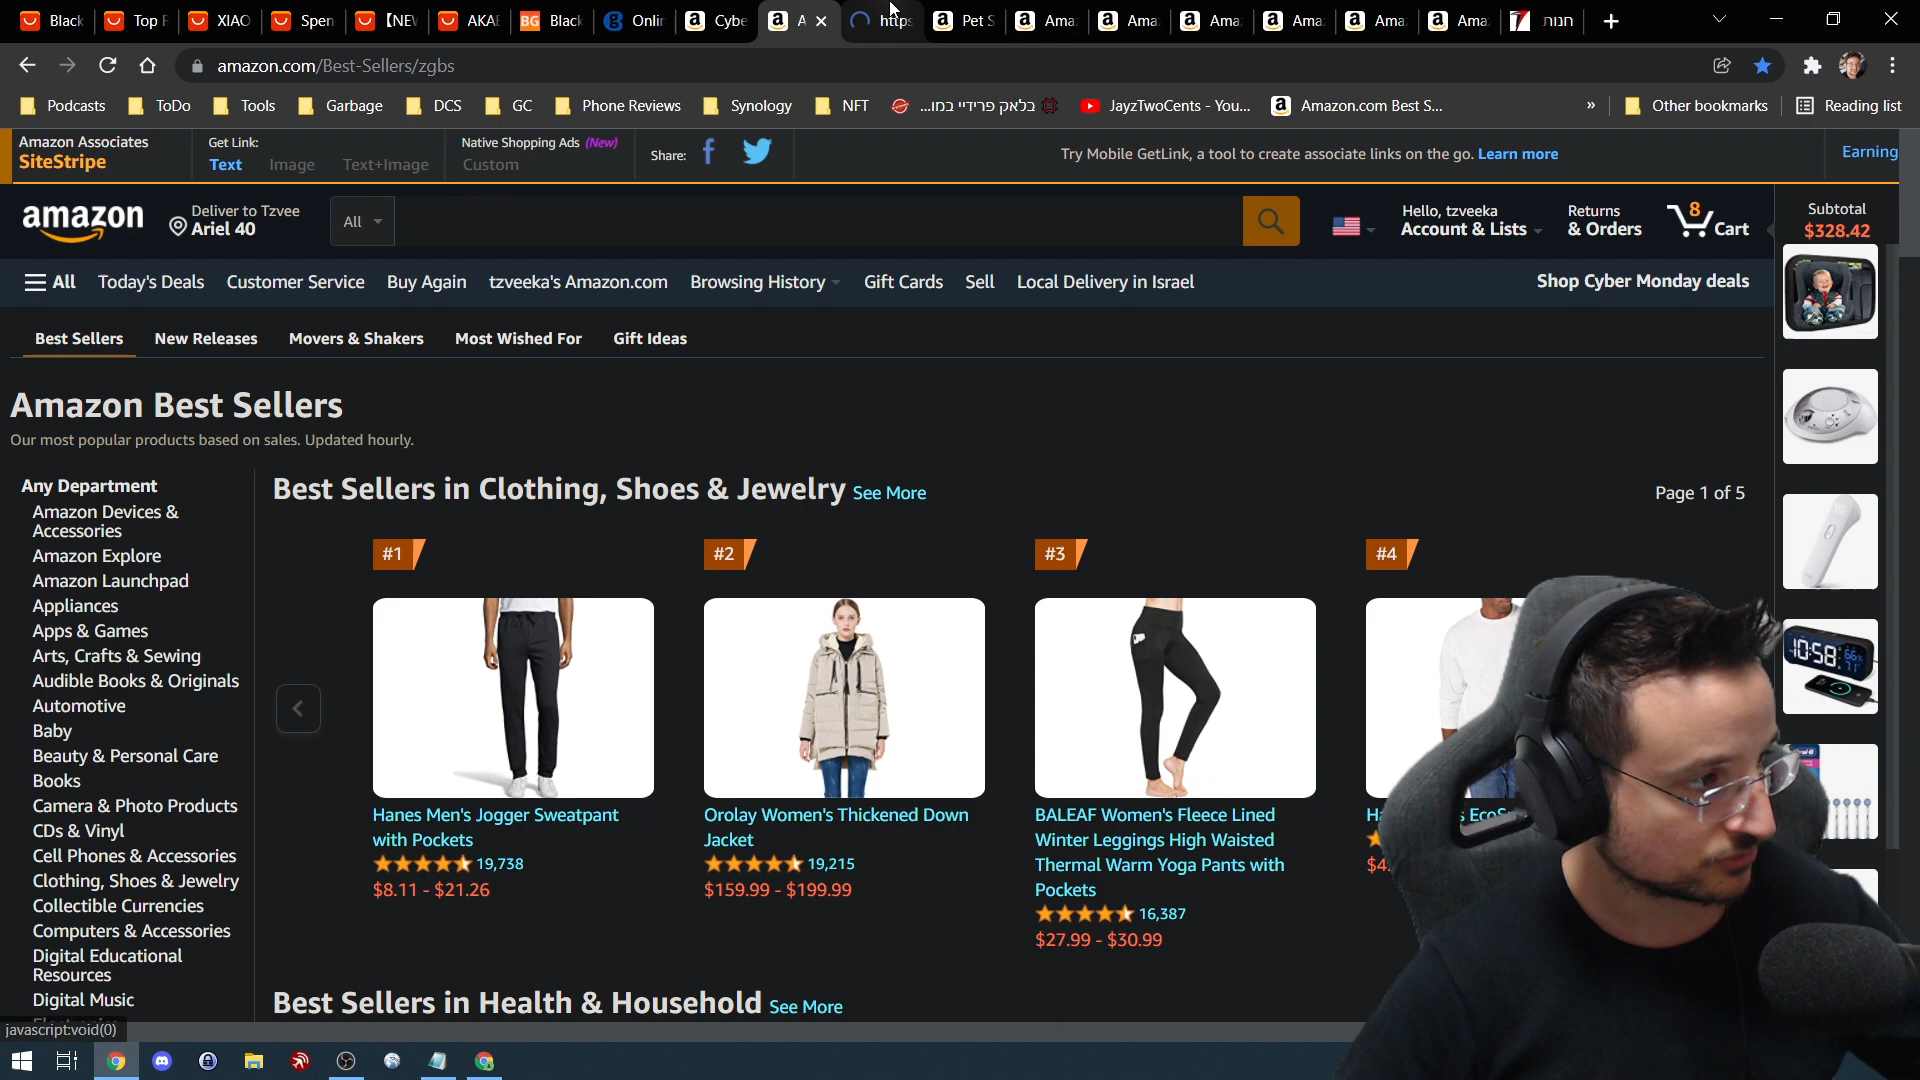 Black
Top F
XIAO
Spen
【NEW
AKAI
BG Black
Onlin
a Cybe
a A
https
a Pet S
a Ama
a Ama
a Ama
a Ama
a Ama
a Ama
חנות
amazon.com/Best-Sellers/zgbs
Podcasts
ToDo
Tools
Garbage
DCS
GC
Phone Reviews
Synology
NFT
בלאק פרידיי במו...
JayzTwoCents - You...
Amazon.com Best S...
»
Other bookmarks
Reading list
Amazon Associates
SiteStripe
Get Link:
Text Image Text+Image
Native Shopping Ads (New)
Custom
Share:
Try Mobile GetLink, a tool to create associate links on the go. Learn more
Earning
amazon
Deliver to Tzvee
Ariel 40
All
Hello, tzveeka
Account & Lists
Returns
& Orders
8
Cart
Subtotal
$328.42
All
Today's Deals
Customer Service
Buy Again
tzveeka's Amazon.com
Browsing History
Gift Cards
Sell
Local Delivery in Israel
Shop Cyber Monday deals
Best Sellers
New Releases
Movers & Shakers
Most Wished For
Gift Ideas
Amazon Best Sellers
Our most popular products based on sales. Updated hourly.
Any Department
Amazon Devices &
Accessories
Amazon Explore
Amazon Launchpad
Appliances
Apps & Games
Arts, Crafts & Sewing
Audible Books & Originals
Automotive
Baby
Beauty & Personal Care
Books
Camera & Photo Products
CDs & Vinyl
Cell Phones & Accessories
Clothing, Shoes & Jewelry
Collectible Currencies
Computers & Accessories
Digital Educational
Resources
Digital Music
Best Sellers in Clothing, Shoes & Jewelry See More
Page 1 of 5
#1
Hanes Men's Jogger Sweatpant
with Pockets
19,738
$8.11 - $21.26
#2
Orolay Women's Thickened Down
Jacket
19,215
$159.99 - $199.99
#3
BALEAF Women's Fleece Lined
Winter Leggings High Waisted
Thermal Warm Yoga Pants with
Pockets
16,387
$27.99 - $30.99
#4
$4.
10:58
66%
71
Best Sellers in Health & Household See More
javascript:void(0)